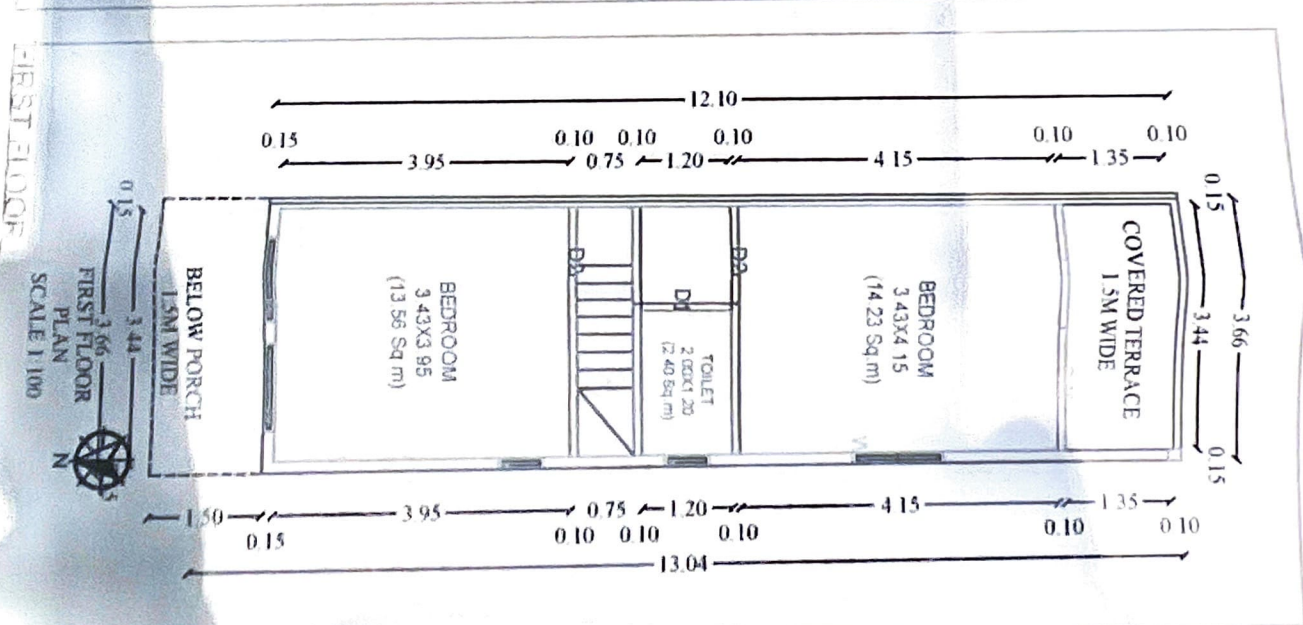 12.10
0.15 0.10 0.10 0.10 0.10 0.10
3.95 0.75 1.20 4.15 1.35
0.15
3.44
3.66
0.15
BELOW PORCH
1.5M WIDE
BEDROOM
3.43X3.95
(13.56 Sq.m)
D2
D1
TOILET
2.00X1.20
(2.40 Sq.m)
D2
BEDROOM
3.43X4.15
(14.23 Sq.m)
COVERED TERRACE
1.5M WIDE
0.15
3.44
3.66
0.15
1.50 3.95 0.75 1.20 4.15 1.35
0.15 0.10 0.10 0.10 0.10 0.10
13.04
N
FIRST FLOOR
PLAN
SCALE 1:100
FIRST FLOOR